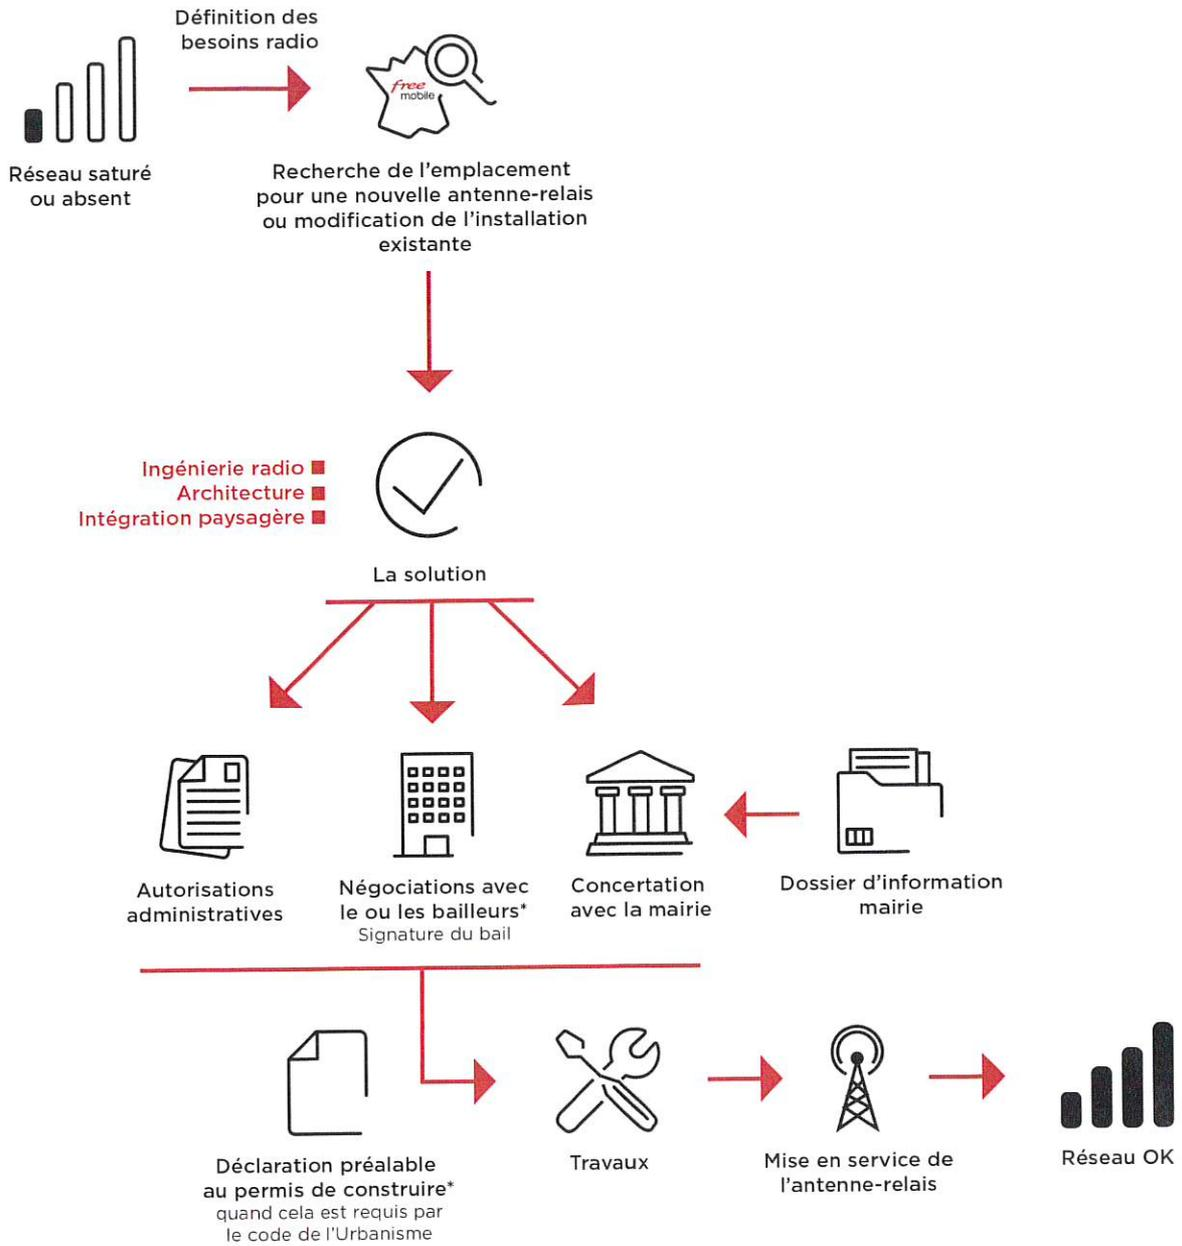 Définition des
besoins radio
free
mobile
Réseau saturé
ou absent
Recherche de l'emplacement
pour une nouvelle antenne-relais
ou modification de l'installation
existante
Ingénierie radio
Architecture
Intégration paysagère
La solution
Autorisations
administratives
Négociations avec
le ou les bailleurs*
Signature du bail
Concertation
avec la mairie
Dossier d'information
mairie
Déclaration préalable
au permis de construire*
quand cela est requis par
le code de l'Urbanisme
Travaux
Mise en service de
l'antenne-relais
Réseau OK